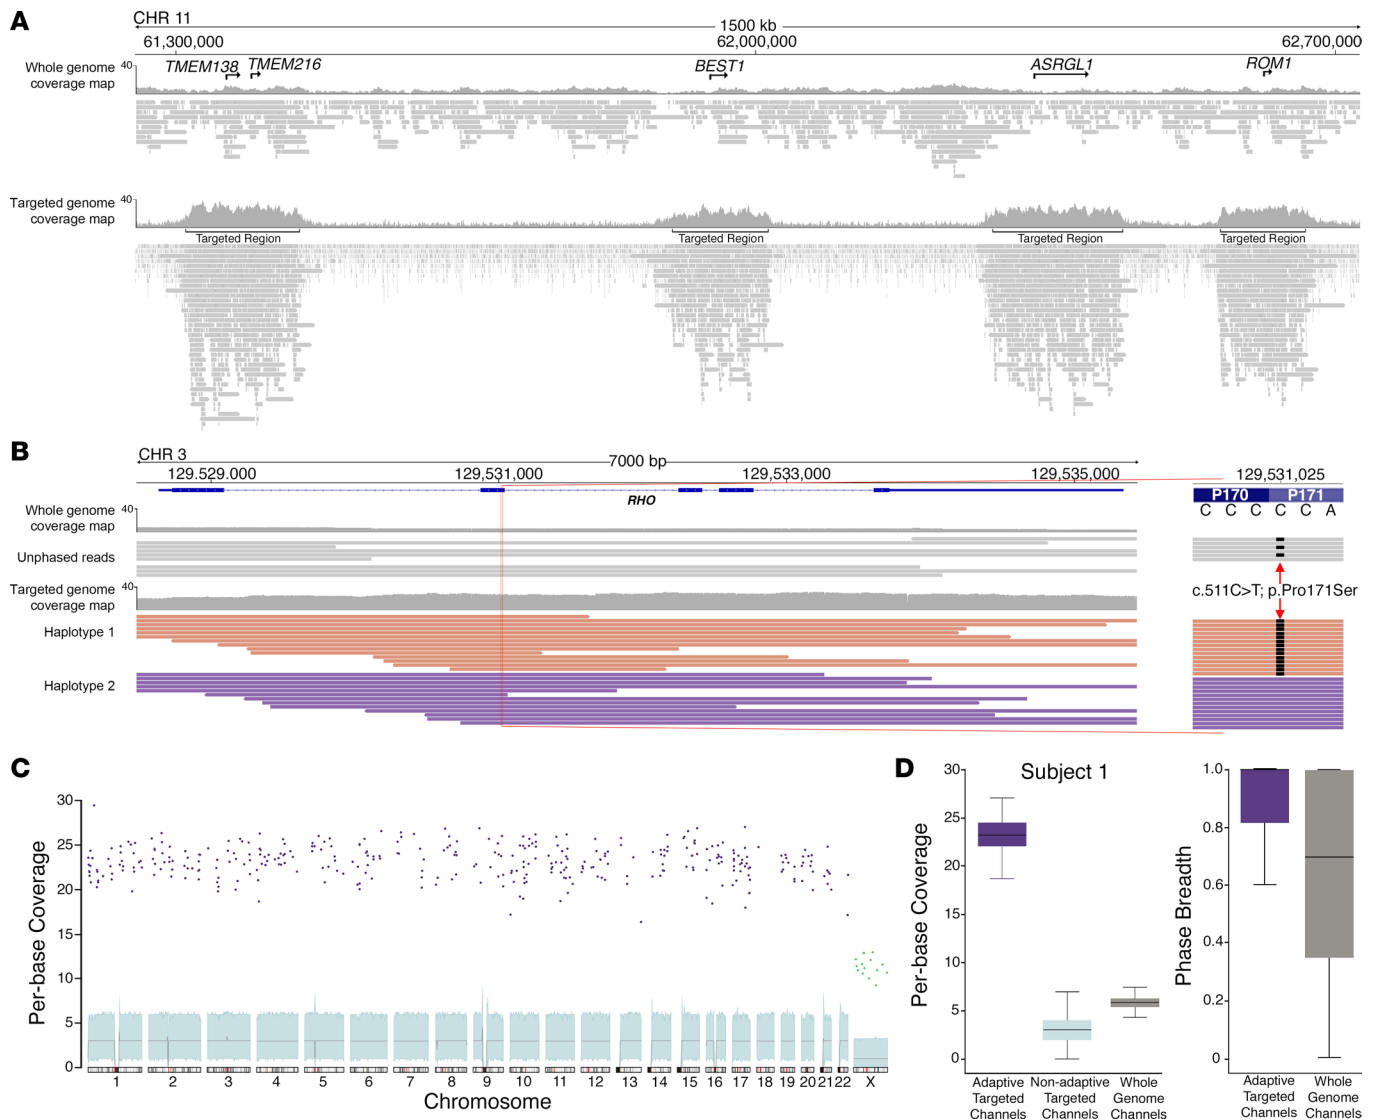 A
CHR 11
1500 kb
61,300,000 62,000,000 62,700,000
Whole genome
coverage map
40
TMEM138 TMEM216 BEST1 ASRGL1 ROM1
Targeted genome
coverage map
40
Targeted Region Targeted Region Targeted Region Targeted Region
B
CHR 3
7000 bp
129.529,000 129,531,000 129,533,000 129,535,000 129,531,025
RHO
P170 P171
C C C C C A
Whole genome
coverage map
40
Unphased reads
Targeted genome
coverage map
40
c.511C>T; p.Pro171Ser
Haplotype 1
Haplotype 2
C
Per-base Coverage
30
25
20
15
10
5
0
1 2 3 4 5 6 7 8 9 10 11 12 13 14 15 16 17 18 19 20 21 22 X
Chromosome
D
Subject 1
Per-base Coverage
30
25
20
15
10
5
0
Adaptive
Targeted
Channels
Non-adaptive
Targeted Channels
Whole
Genome
Channels
Phase Breadth
1.0
0.8
0.6
0.4
0.2
0
Adaptive
Targeted
Channels
Whole
Genome
Channels